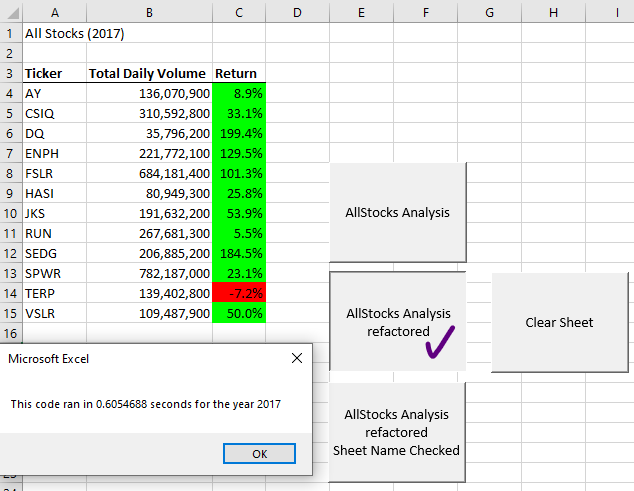 A B C D E F G H I
1 All Stocks (2017)
2
3 Ticker Total Daily Volume Return
4 AY 136,070,900 8.9%
5 CSIQ 310,592,800 33.1%
6 DQ 35,796,200 199.4%
7 ENPH 221,772,100 129.5%
8 FSLR 684,181,400 101.3%
9 HASI 80,949,300 25.8%
10 JKS 191,632,200 53.9%
11 RUN 267,681,300 5.5%
12 SEDG 206,885,200 184.5%
13 SPWR 782,187,000 23.1%
14 TERP 139,402,800 -7.2%
15 VSLR 109,487,900 50.0%
16
AllStocks Analysis
AllStocks Analysis
refactored
Clear Sheet
AllStocks Analysis
refactored
Sheet Name Checked
Microsoft Excel
This code ran in 0.6054688 seconds for the year 2017
OK